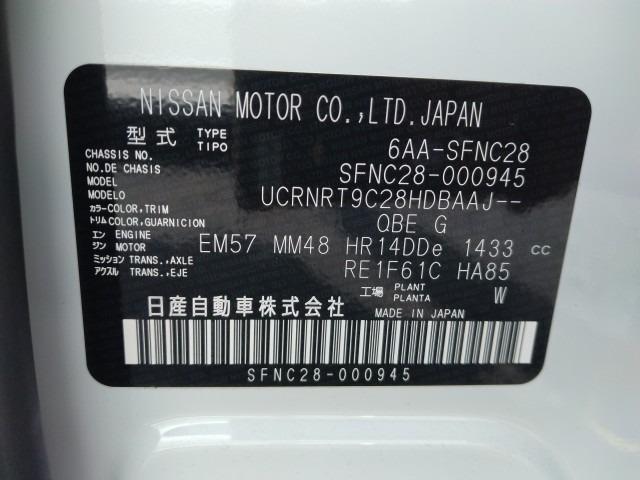 NISSAN MOTOR CO.,LTD.JAPAN
型式 TYPE TIPO 6AA-SFNC28
CHASSIS NO.
NO.DE CHASIS SFNC28-000945
MODEL
MODELO UCRNRT9C28HDBAAJ--
カラー COLOR,TRIM
トリム COLOR,GUARNICION QBE G
エンジン ENGINE MOTOR EM57 MM48 HR14DDe 1433 cc
ミッション TRANS.,AXLE
アクスル TRANS.,EJE RE1F61C HA85
工場 PLANT PLANTA W
日産自動車株式会社 MADE IN JAPAN
SFNC28-000945